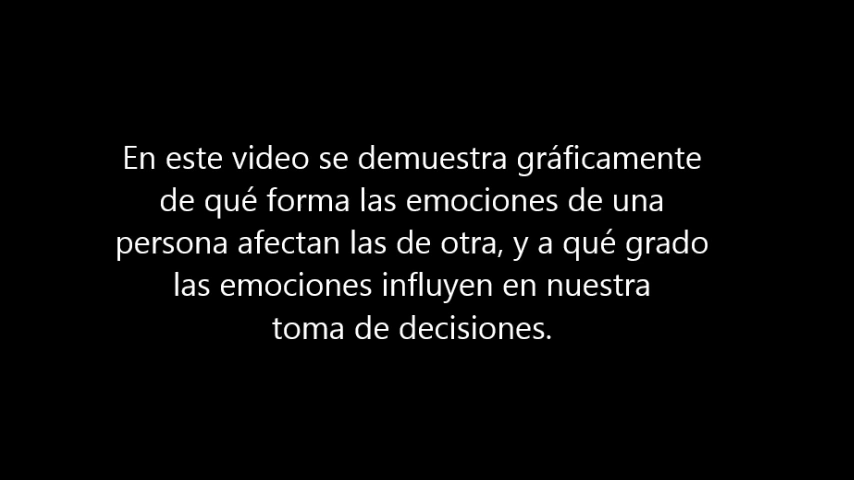 En este video se demuestra gráficamente
de qué forma las emociones de una
persona afectan las de otra, y a qué grado
las emociones influyen en nuestra
toma de decisiones.